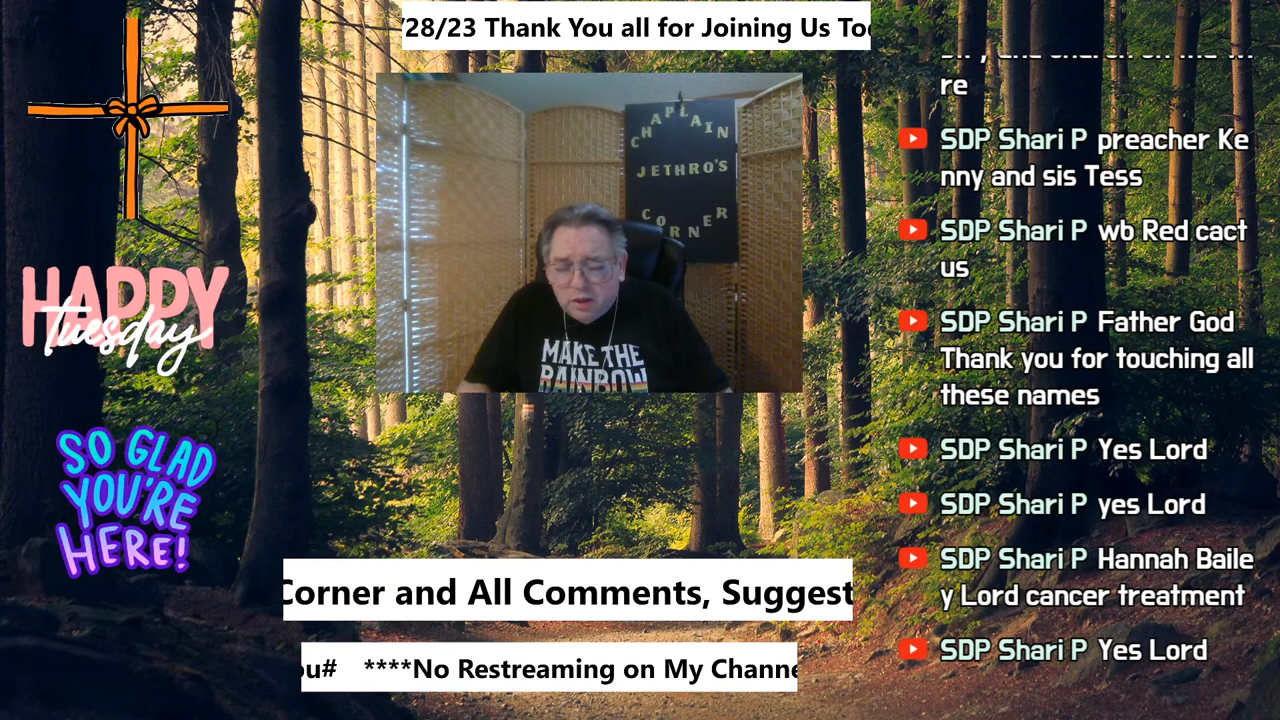 /28/23 Thank You all for Joining Us To
CHAPLAIN
JETHRO'S
CORNER
MAKE THE
RAINBOW
HAPPY
Tuesday
SO GLAD
YOU'RE
HERE!
Corner and All Comments, Suggest
ou# ****No Restreaming on My Channe
re
SDP Shari P preacher Ke
nny and sis Tess
SDP Shari P wb Red cact
us
SDP Shari P Father God
Thank you for touching all
these names
SDP Shari P Yes Lord
SDP Shari P yes Lord
SDP Shari P Hannah Baile
y Lord cancer treatment
SDP Shari P Yes Lord